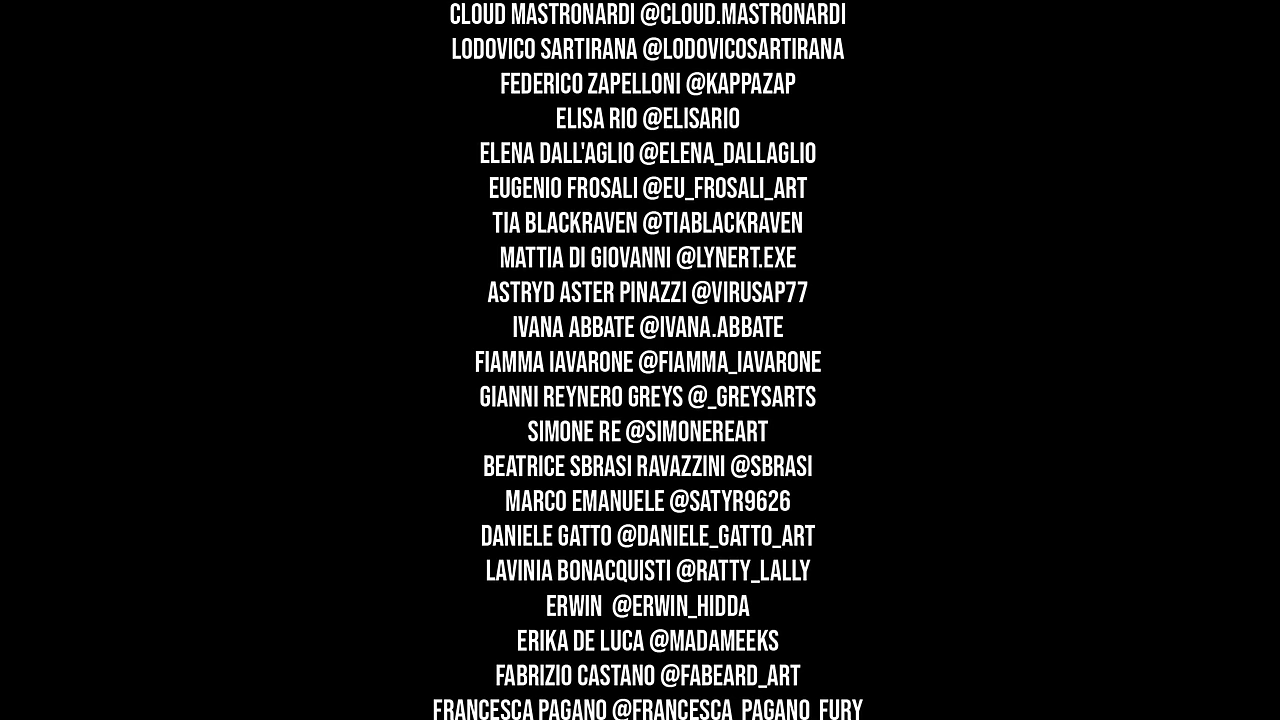 CLOUD MASTRONARDI @CLOUD.MASTRONARDI
LODOVICO SARTIRANA @LODOVICOSARTIRANA
FEDERICO ZAPELLONI @KAPPAZAP
ELISA RIO @ELISARIO
ELENA DALL'AGLIO @ELENA_DALLAGLIO
EUGENIO FROSALI @EU_FROSALI_ART
TIA BLACKRAVEN @TIABLACKRAVEN
MATTIA DI GIOVANNI @LYNERT.EXE
ASTRYD ASTER PINAZZI @VIRUSAP77
IVANA ABBATE @IVANA.ABBATE
FIAMMA IAVARONE @FIAMMA_IAVARONE
GIANNI REYNERO GREYS @_GREYSARTS
SIMONE RE @SIMONEREART
BEATRICE SBRASI RAVAZZINI @SBRASI
MARCO EMANUELE @SATYR9626
DANIELE GATTO @DANIELE_GATTO_ART
LAVINIA BONACQUISTI @RATTY_LALLY
ERWIN  @ERWIN_HIDDA
ERIKA DE LUCA @MADAMEEKS
FABRIZIO CASTANO @FABEARD_ART
FRANCESCA PAGANO @FRANCESCA_PAGANO_FURY